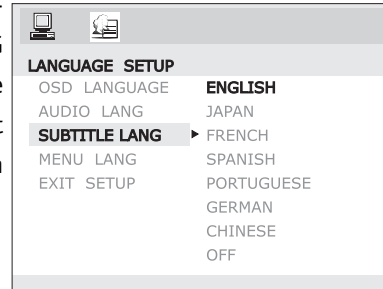 LANGUAGE SETUP
OSD LANGUAGE ENGLISH
AUDIO LANG JAPAN
SUBTITLE LANG FRENCH
MENU LANG SPANISH
EXIT SETUP PORTUGUESE
GERMAN
CHINESE
OFF